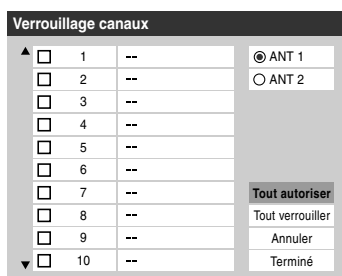 Verrouillage canaux
1 -- ANT 1
2 -- ANT 2
3 --
4 --
5 --
6 --
7 -- Tout autoriser
8 -- Tout verrouiller
9 -- Annuler
10 -- Terminé